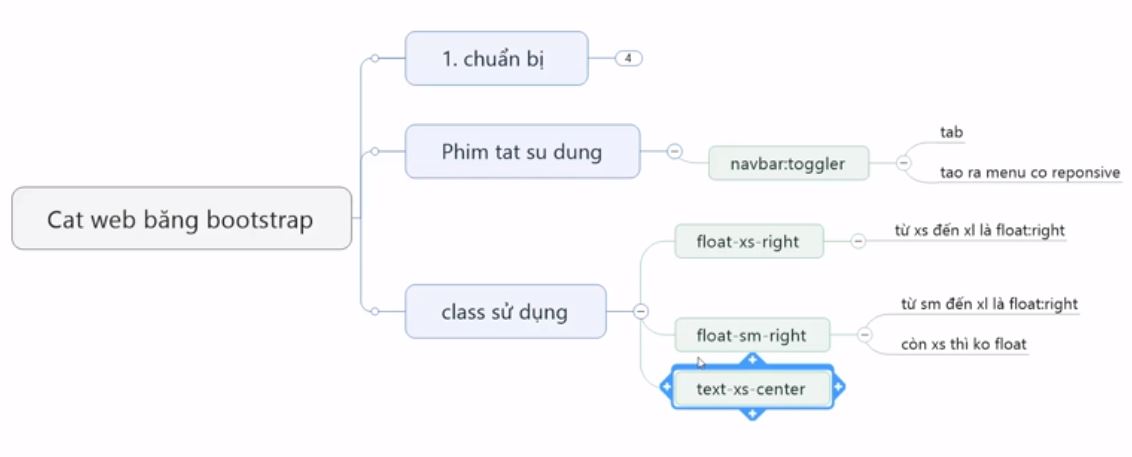 Cat web băng bootstrap
1. chuẩn bị
4
Phim tat su dung
navbar:toggler
tab
tao ra menu co reponsive
class sử dụng
float-xs-right
từ xs đến xl là float:right
float-sm-right
từ sm đến xl là float:right
còn xs thì ko float
text-xs-center